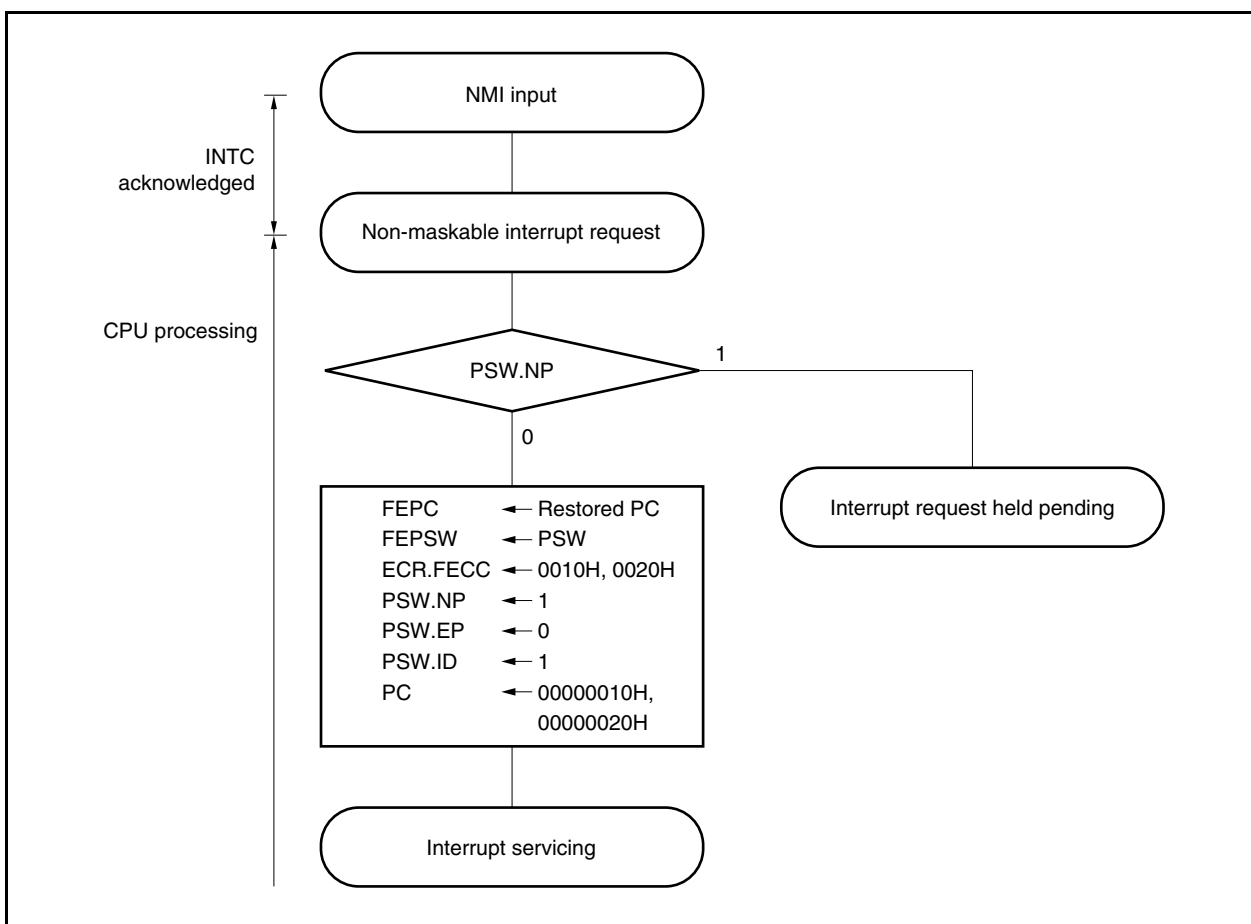 NMI input
INTC
acknowledged
Non-maskable interrupt request
CPU processing
PSW.NP
1
0
FEPC ← Restored PC
FEPSW ← PSW
ECR.FECC ← 0010H, 0020H
PSW.NP ← 1
PSW.EP ← 0
PSW.ID ← 1
PC ← 00000010H,
00000020H
Interrupt request held pending
Interrupt servicing